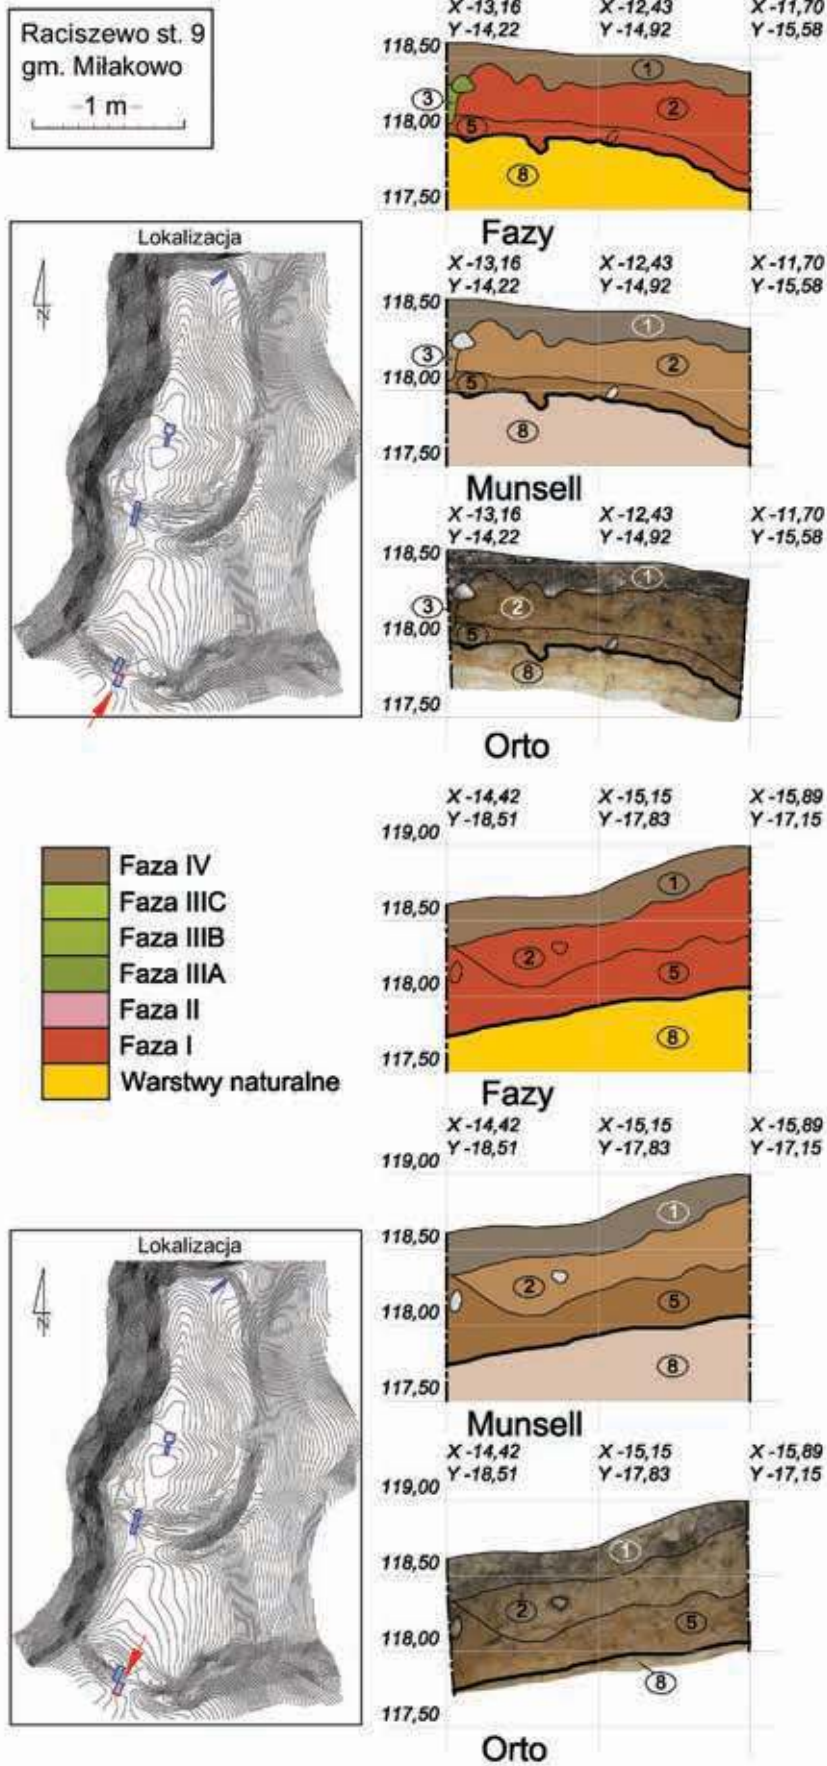 Raciszewo st. 9
gm. Miłakowo
1 m
X -13,16 X -12,43 X -11,70
Y -14,22 Y -14,92 Y -15,58
118,50
1
3
2
118,00
5
8
117,50
Fazy
Lokalizacja
N
X -13,16 X -12,43 X -11,70
Y -14,22 Y -14,92 Y -15,58
118,50
1
3
2
118,00
5
8
117,50
Munsell
X -13,16 X -12,43 X -11,70
Y -14,22 Y -14,92 Y -15,58
118,50
1
3
2
118,00
5
8
117,50
Orto
Faza IV
Faza IIIC
Faza IIIB
Faza IIIA
Faza II
Faza I
Warstwy naturalne
X -14,42 X -15,15 X -15,89
Y -18,51 Y -17,83 Y -17,15
119,00
1
118,50
2
5
118,00
8
117,50
Fazy
X -14,42 X -15,15 X -15,89
Y -18,51 Y -17,83 Y -17,15
119,00
1
118,50
2
5
118,00
8
117,50
Munsell
Lokalizacja
N
X -14,42 X -15,15 X -15,89
Y -18,51 Y -17,83 Y -17,15
119,00
1
118,50
2
5
118,00
8
117,50
Orto